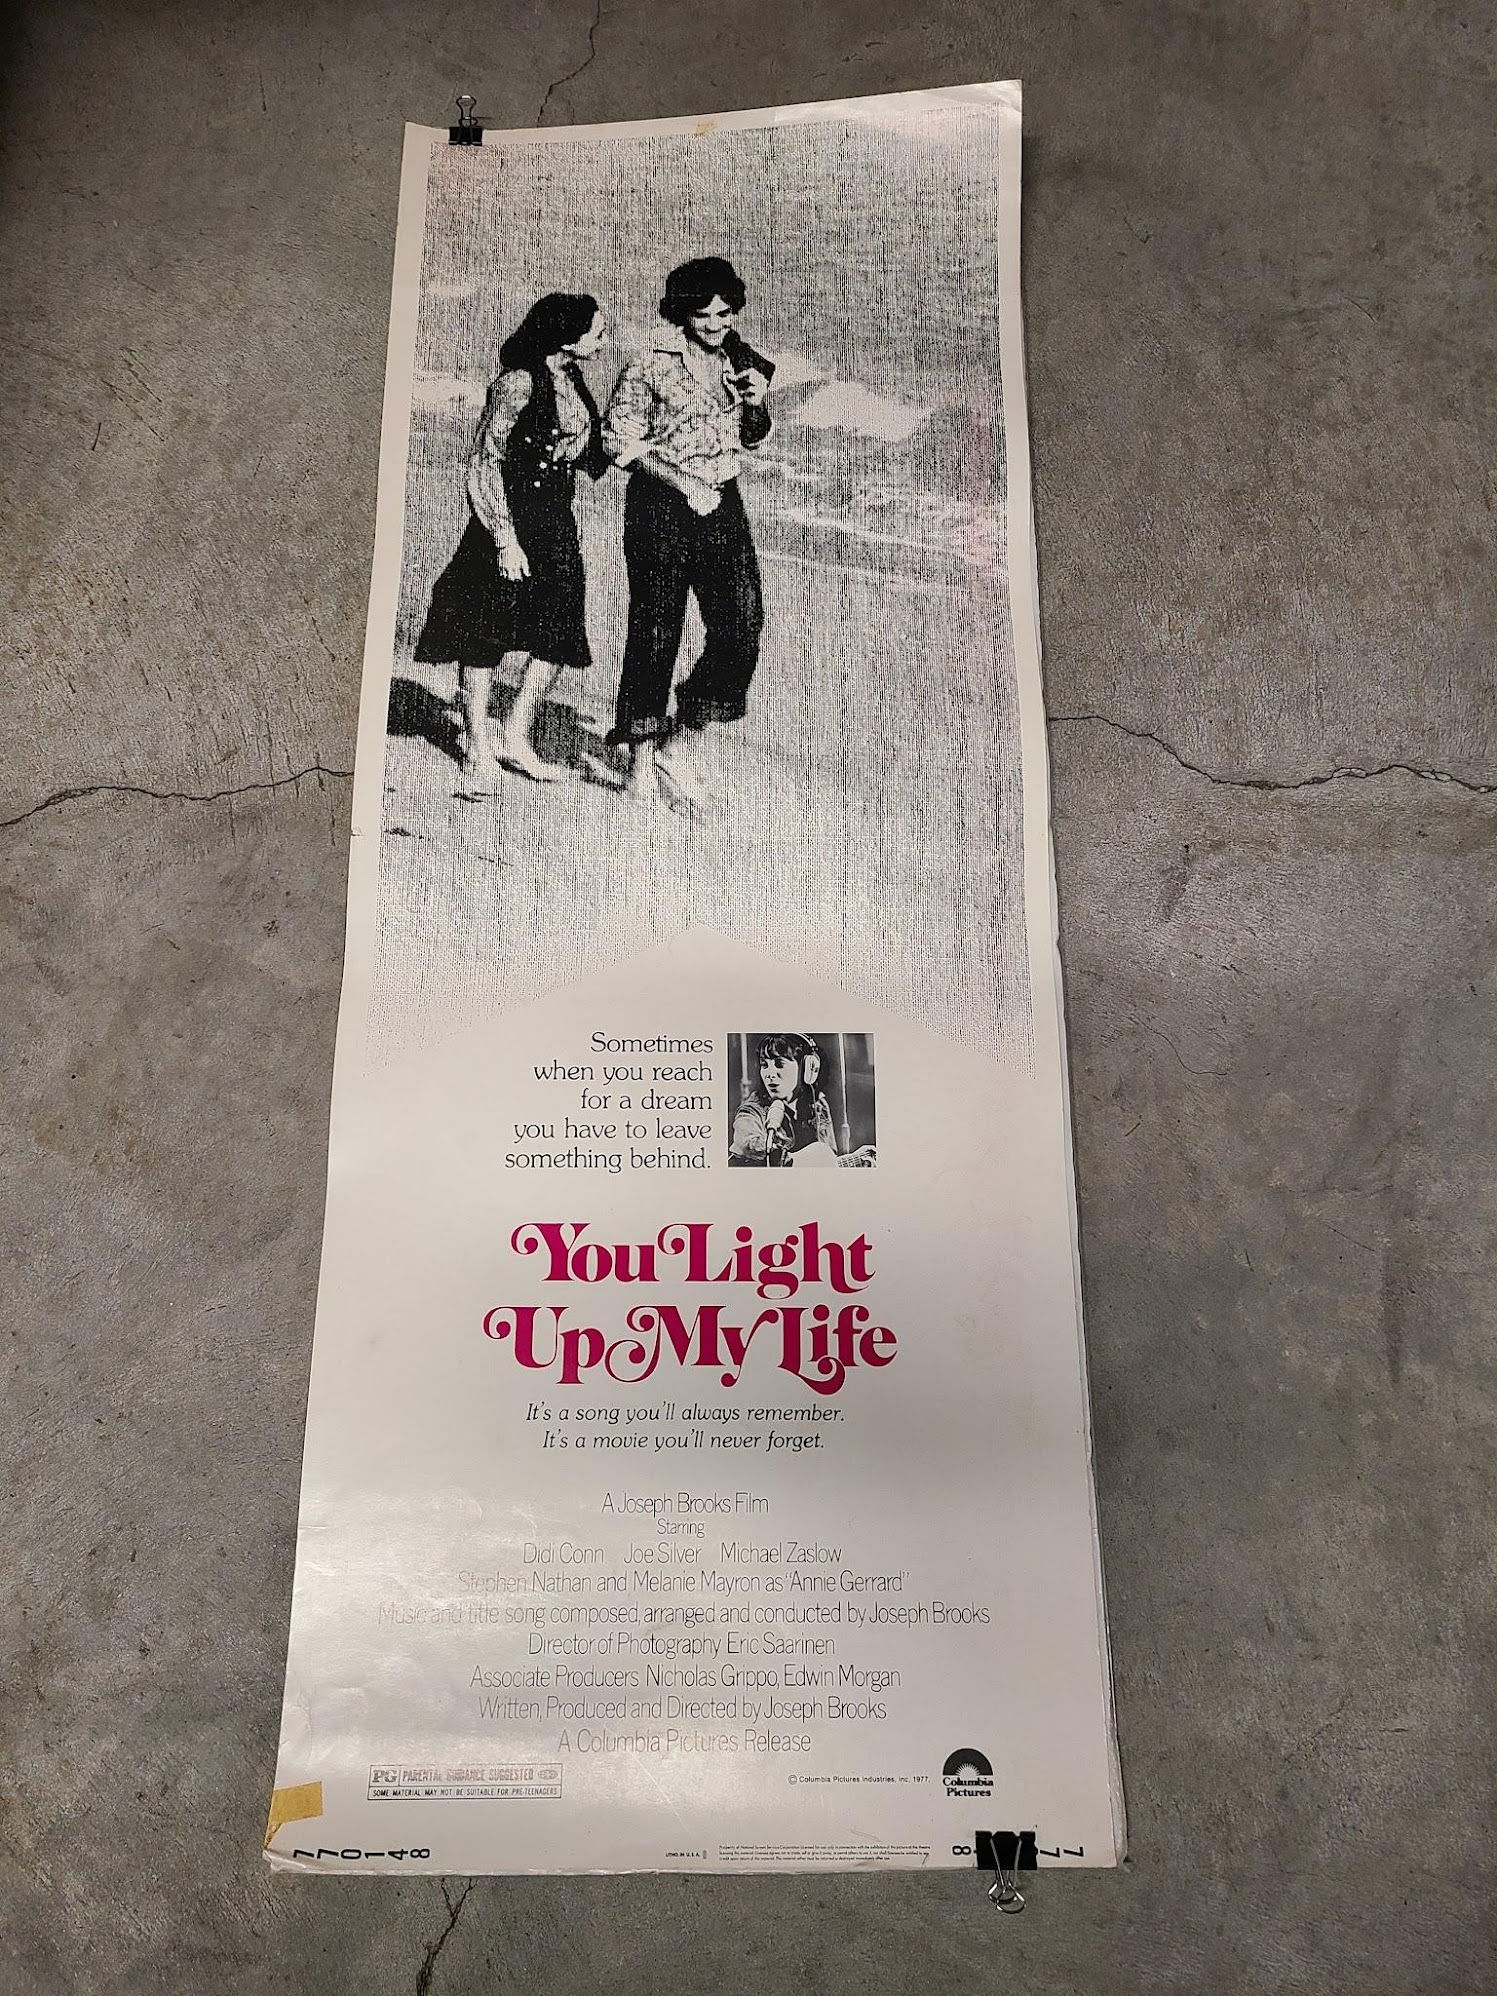 Sometimes
when you reach
for a dream
you have to leave
something behind.
You Light
Up My Life
It's a song you'll always remember.
It's a movie you'll never forget.
A Joseph Brooks Film
Starring
Didi Conn Joe Silver Michael Zaslow
Stephen Nathan and Melanie Mayron as "Annie Gerrard"
Music and title song composed, arranged and conducted by Joseph Brooks
Director of Photography Eric Saarinen
Associate Producers Nicholas Grippo, Edwin Morgan
Written, Produced and Directed by Joseph Brooks
A Columbia Pictures Release
PG PARENTAL GUIDANCE SUGGESTED
SOME MATERIAL MAY NOT BE SUITABLE FOR PRE-TEENAGERS
© Columbia Pictures Industries, Inc. 1977.
Columbia
Pictures
770148
LITHO. IN U.S.A.